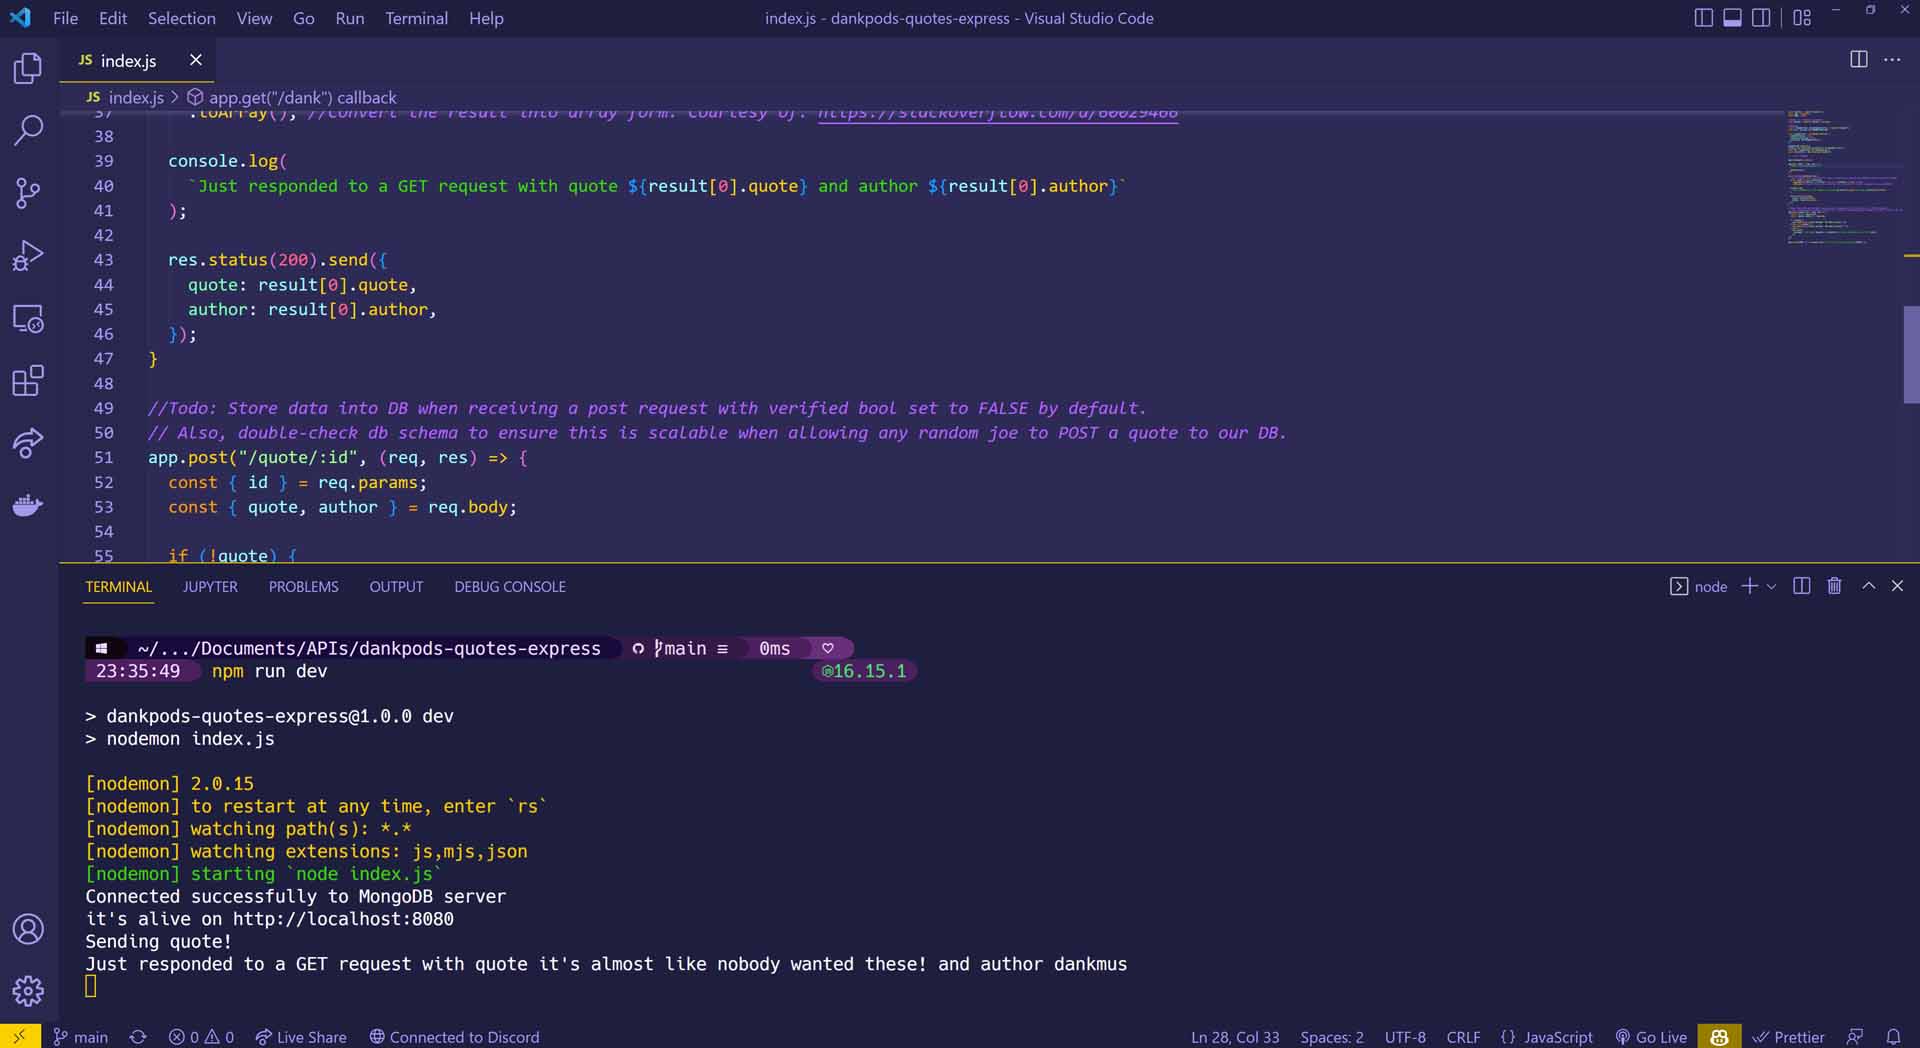 File Edit Selection View Go Run Terminal Help
index.js - dankpods-quotes-express - Visual Studio Code
JS index.js
JS index.js > app.get("/dank") callback
37 .toArray(); //convert the result into array form. Courtesy of: https://stackoverflow.com/a/60029466
38
39 console.log(
40 `Just responded to a GET request with quote ${result[0].quote} and author ${result[0].author}`
41 );
42
43 res.status(200).send({
44 quote: result[0].quote,
45 author: result[0].author,
46 });
47 }
48
49 //Todo: Store data into DB when receiving a post request with verified bool set to FALSE by default.
50 // Also, double-check db schema to ensure this is scalable when allowing any random joe to POST a quote to our DB.
51 app.post("/quote/:id", (req, res) => {
52 const { id } = req.params;
53 const { quote, author } = req.body;
54
55 if (!quote) {
TERMINAL JUPYTER PROBLEMS OUTPUT DEBUG CONSOLE node
~/.../Documents/APIs/dankpods-quotes-express main ≡ 0ms
23:35:49 npm run dev 16.15.1
> dankpods-quotes-express@1.0.0 dev
> nodemon index.js
[nodemon] 2.0.15
[nodemon] to restart at any time, enter `rs`
[nodemon] watching path(s): *.*
[nodemon] watching extensions: js,mjs,json
[nodemon] starting `node index.js`
Connected successfully to MongoDB server
it's alive on http://localhost:8080
Sending quote!
Just responded to a GET request with quote it's almost like nobody wanted these! and author dankmus
main 0 0 Live Share Connected to Discord Ln 28, Col 33 Spaces: 2 UTF-8 CRLF {} JavaScript Go Live Prettier